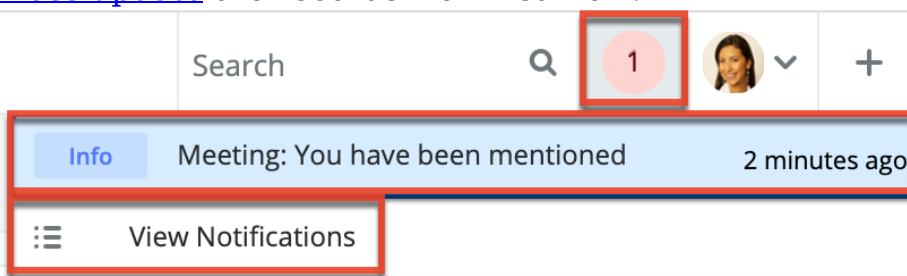 Search 1
Info Meeting: You have been mentioned 2 minutes ago
View Notifications